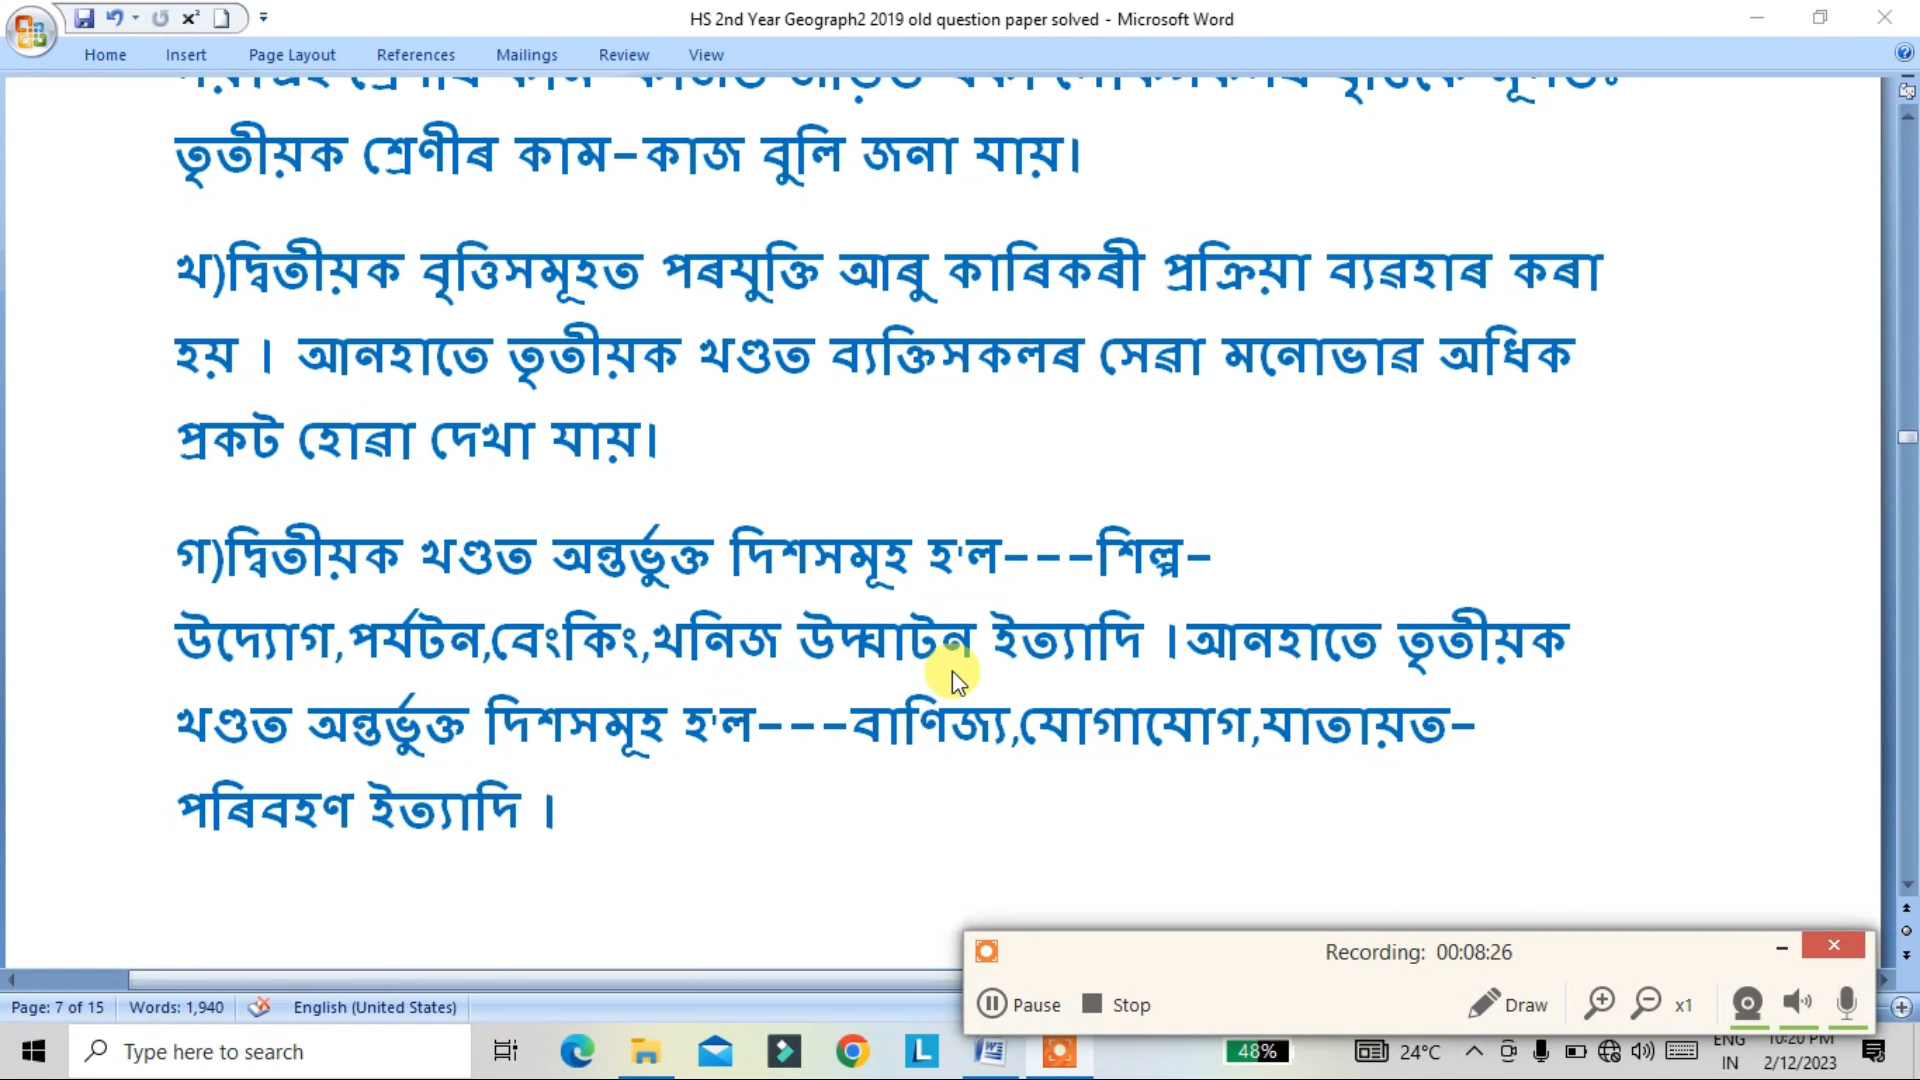 HS 2nd Year Geograph2 2019 old question paper solved - Microsoft Word
Home Insert Page Layout References Mailings Review View
তৃতীয়ক শ্ৰেণীৰ কাম-কাজ বুলি জনা যায়।
খ)দ্বিতীয়ক বৃত্তিসমূহত পৰযুক্তি আৰু কাৰিকৰী প্ৰক্ৰিয়া ব্যৱহাৰ কৰা
হয় । আনহাতে তৃতীয়ক খণ্ডত ব্যক্তিসকলৰ সেৱা মনোভাৱ অধিক
প্ৰকট হোৱা দেখা যায়।
গ)দ্বিতীয়ক খণ্ডত অন্তৰ্ভুক্ত দিশসমূহ হ'ল---শিল্প-
উদ্যোগ,পৰ্যটন,বেংকিং,খনিজ উদ্ঘাটন ইত্যাদি ।আনহাতে তৃতীয়ক
খণ্ডত অন্তৰ্ভুক্ত দিশসমূহ হ'ল---বাণিজ্য,যোগাযোগ,যাতায়ত-
পৰিবহণ ইত্যাদি ।
Recording: 00:08:26
Pause Stop Draw x1
Page: 7 of 15 Words: 1,940 English (United States)
Type here to search 48% 24°C ENG 10:20 PM
IN 2/12/2023